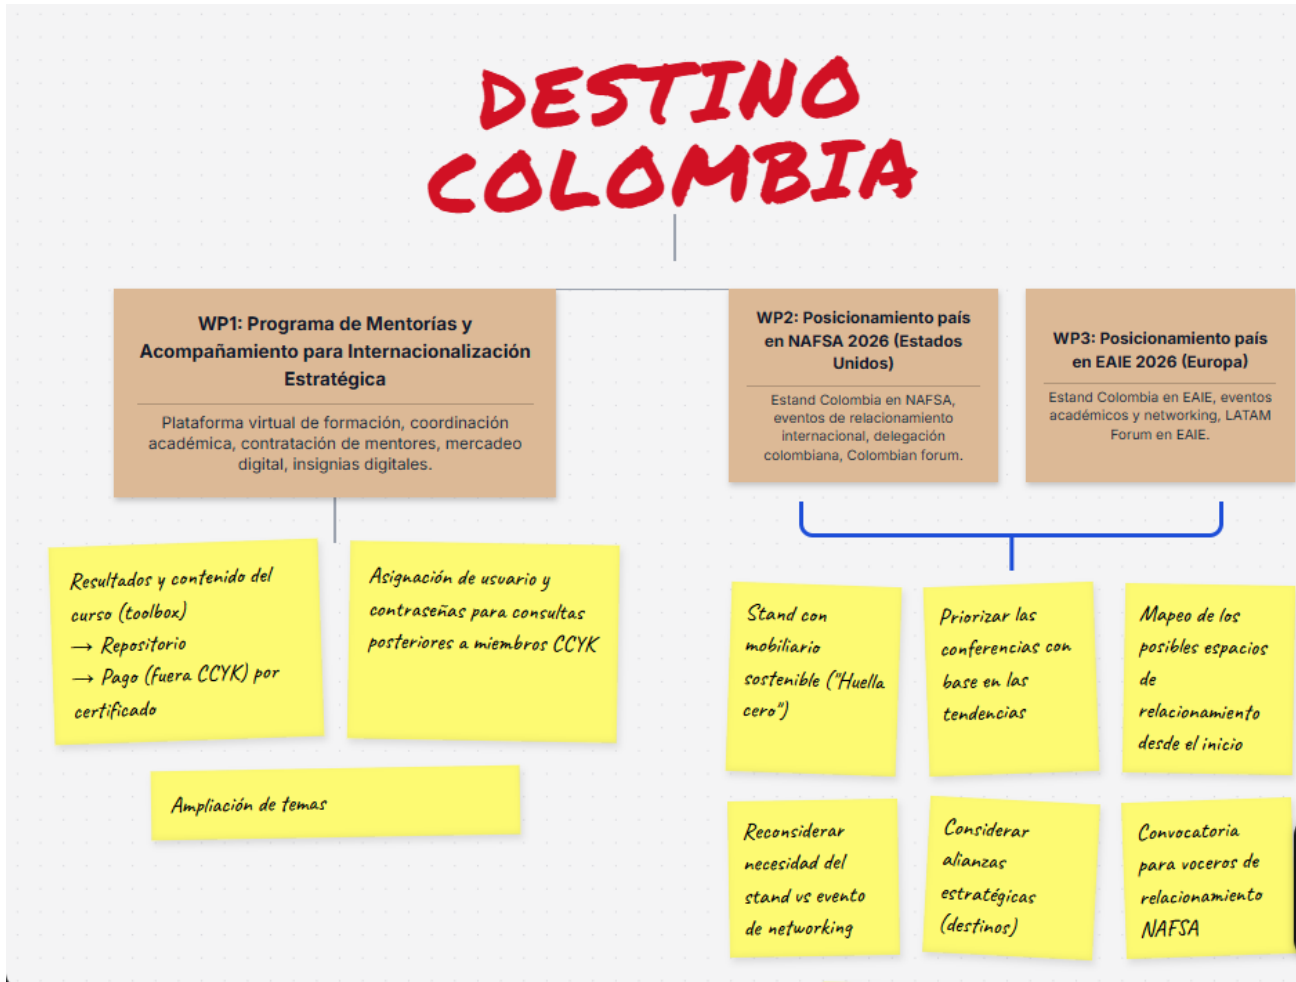 DESTINO
COLOMBIA
WP1: Programa de Mentorías y
Acompañamiento para Internacionalización
Estratégica
Plataforma virtual de formación, coordinación
académica, contratación de mentores, mercadeo
digital, insignias digitales.
WP2: Posicionamiento país
en NAFSA 2026 (Estados
Unidos)
Estand Colombia en NAFSA,
eventos de relacionamiento
internacional, delegación
colombiana, Colombian forum.
WP3: Posicionamiento país
en EAIE 2026 (Europa)
Estand Colombia en EAIE, eventos
académicos y networking, LATAM
Forum en EAIE.
Resultados y contenido del
curso (toolbox)
→ Repositorio
→ Pago (fuera CCYK) por
certificado
Asignación de usuario y
contraseñas para consultas
posteriores a miembros CCYK
Ampliación de temas
Stand con
mobiliario
sostenible ("Huella
cero")
Priorizar las
conferencias con
base en las
tendencias
Mapeo de los
posibles espacios
de
relacionamiento
desde el inicio
Reconsiderar
necesidad del
stand vs evento
de networking
Considerar
alianzas
estratégicas
(destinos)
Convocatoria
para voceros de
relacionamiento
NAFSA